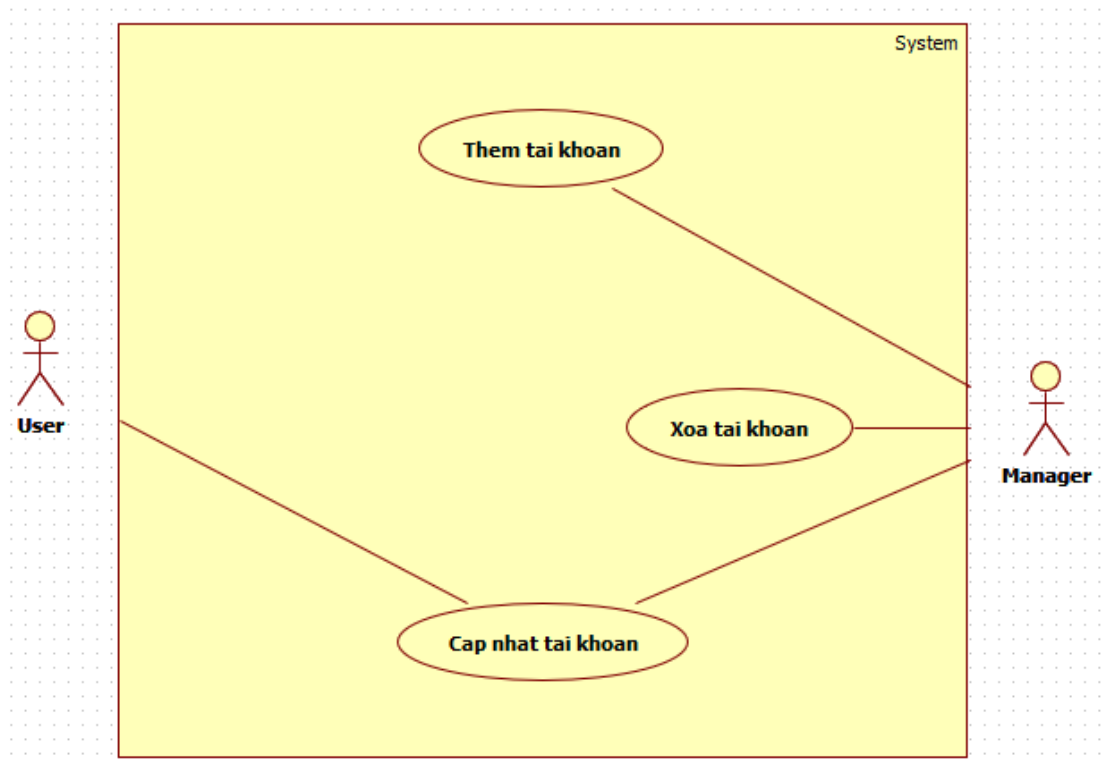 System
Them tai khoan
User
Xoa tai khoan
Manager
Cap nhat tai khoan